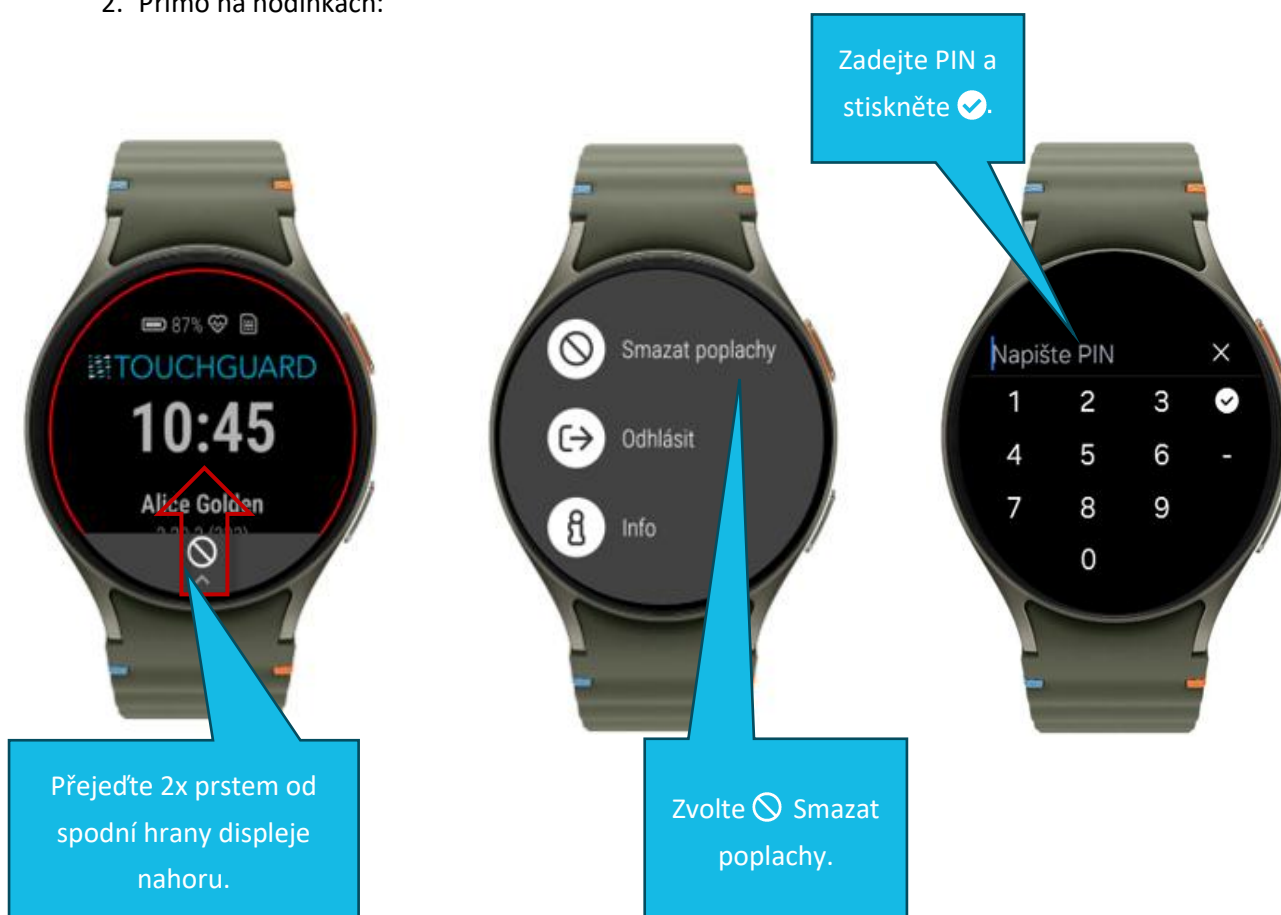 2. Přímo na hodinkách:
Zadejte PIN a
stiskněte ✔.
87%
TOUCHGUARD
10:45
Alice Golden
Smazat poplachy
Odhlásit
Info
Napište PIN
1 2 3
4 5 6 -
7 8 9
0
Přejeďte 2x prstem od
spodní hrany displeje
nahoru.
Zvolte 🛇 Smazat
poplachy.